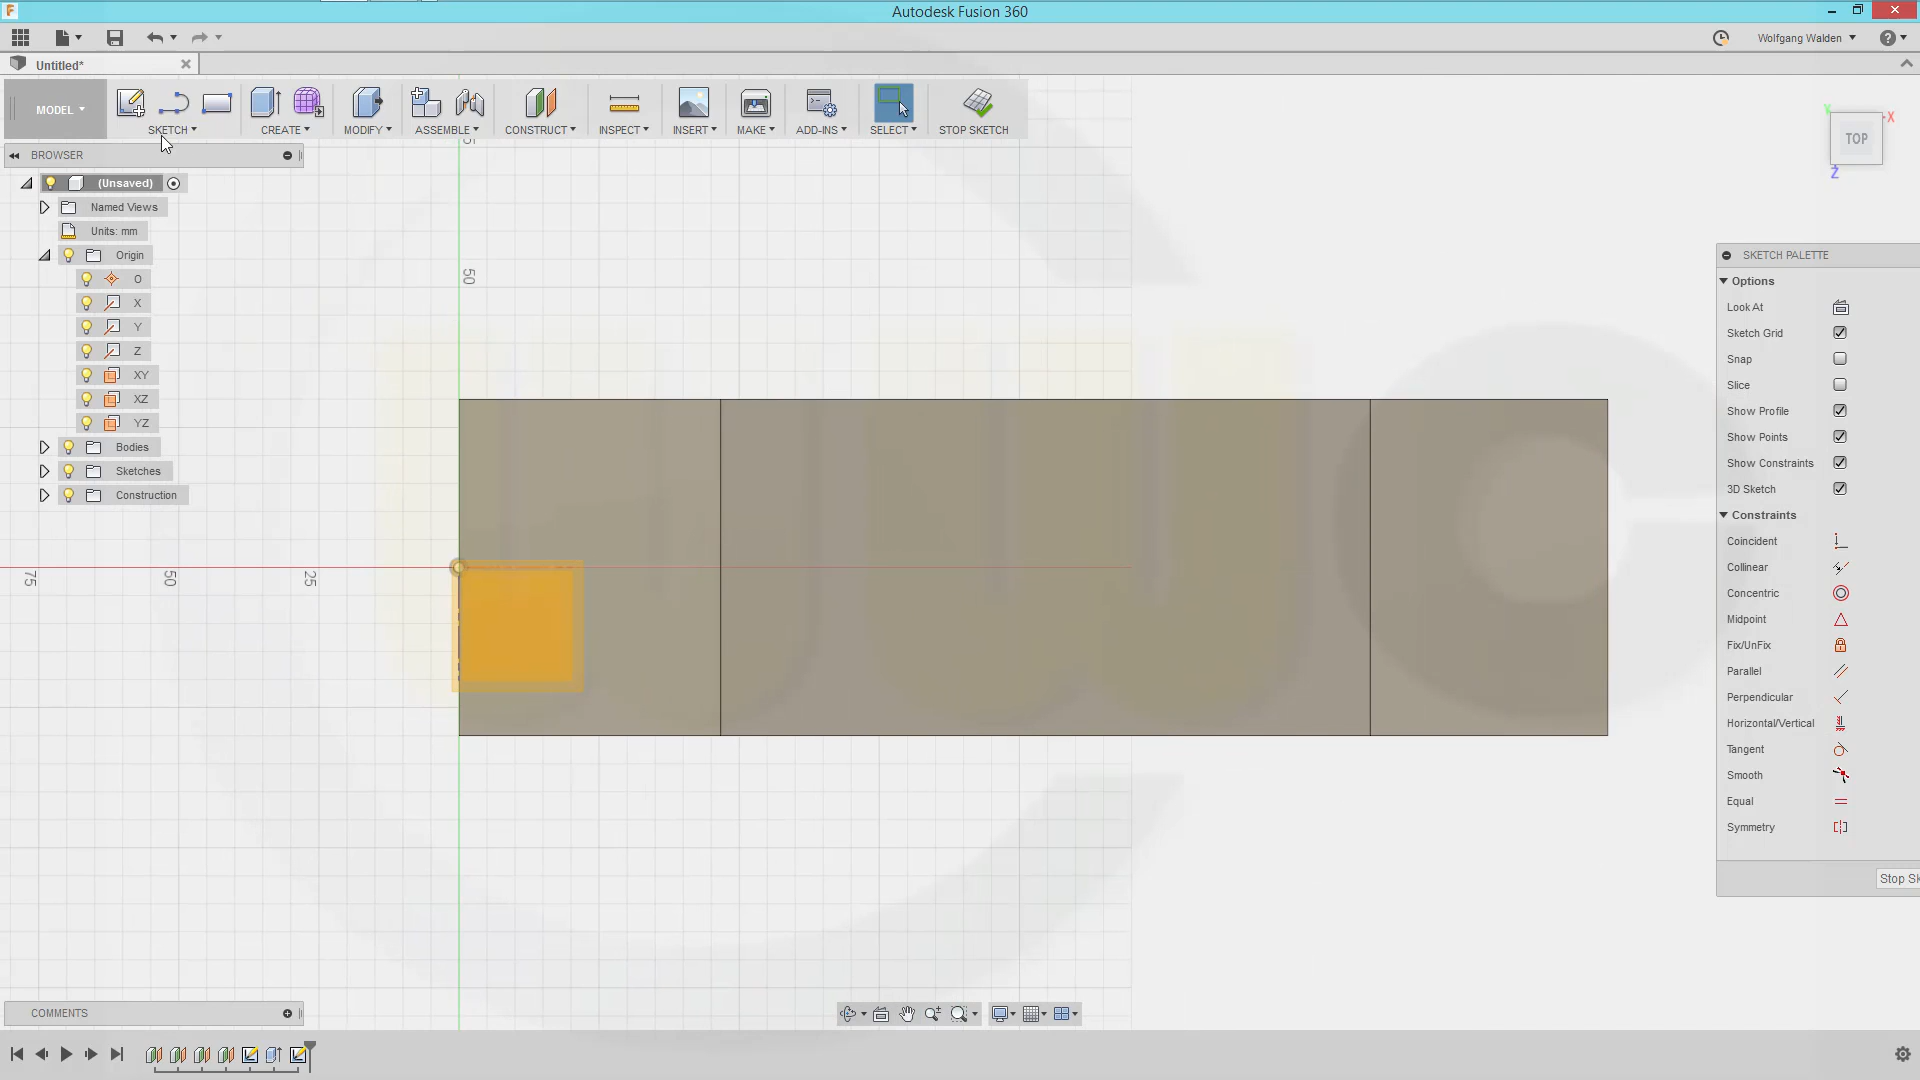 Autodesk Fusion 360
Wolfgang Walden
Untitled*
MODEL
SKETCH
CREATE
MODIFY
ASSEMBLE
CONSTRUCT
INSPECT
INSERT
MAKE
ADD-INS
SELECT
STOP SKETCH
BROWSER
(Unsaved)
Named Views
Units: mm
Origin
O
X
Y
Z
XY
XZ
YZ
Bodies
Sketches
Construction
Y
X
TOP
Z
50
75
50
25
SKETCH PALETTE
Options
Look At
Sketch Grid
Snap
Slice
Show Profile
Show Points
Show Constraints
3D Sketch
Constraints
Coincident
Collinear
Concentric
Midpoint
Fix/UnFix
Parallel
Perpendicular
Horizontal/Vertical
Tangent
Smooth
Equal
Symmetry
Stop Sk
COMMENTS